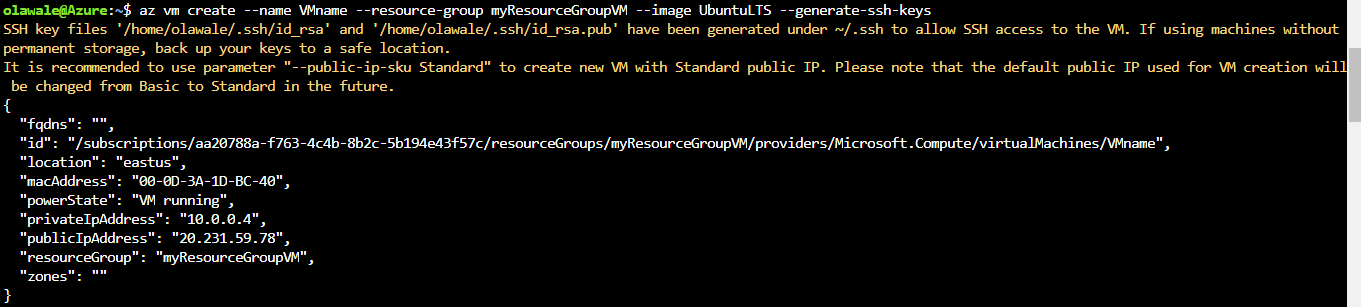 olawale@Azure:~$ az vm create --name VMname --resource-group myResourceGroupVM --image UbuntuLTS --generate-ssh-keys
SSH key files '/home/olawale/.ssh/id_rsa' and '/home/olawale/.ssh/id_rsa.pub' have been generated under ~/.ssh to allow SSH access to the VM. If using machines without
permanent storage, back up your keys to a safe location.
It is recommended to use parameter "--public-ip-sku Standard" to create new VM with Standard public IP. Please note that the default public IP used for VM creation will
 be changed from Basic to Standard in the future.
{
  "fqdns": "",
  "id": "/subscriptions/aa20788a-f763-4c4b-8b2c-5b194e43f57c/resourceGroups/myResourceGroupVM/providers/Microsoft.Compute/virtualMachines/VMname",
  "location": "eastus",
  "macAddress": "00-0D-3A-1D-BC-40",
  "powerState": "VM running",
  "privateIpAddress": "10.0.0.4",
  "publicIpAddress": "20.231.59.78",
  "resourceGroup": "myResourceGroupVM",
  "zones": ""
}